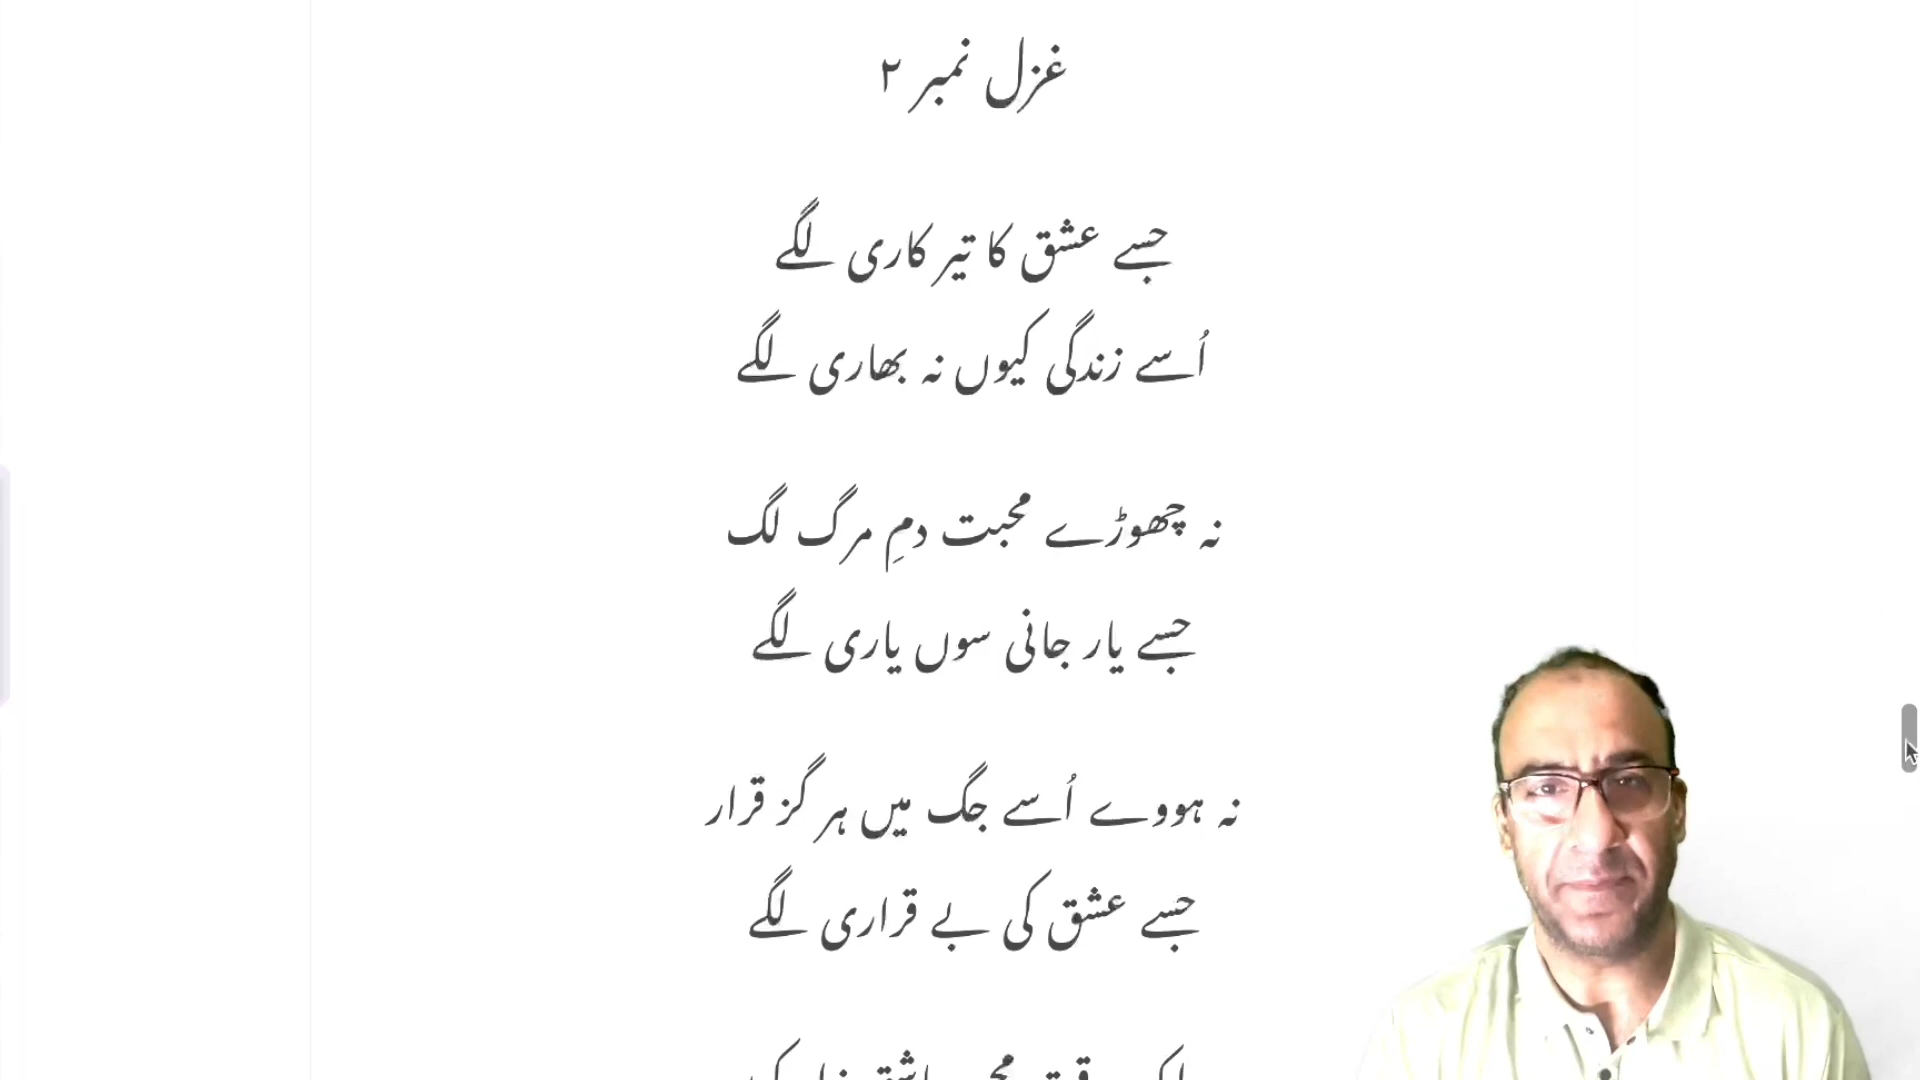 غزل نمبر ۲
جسے عشق کا تیر کاری لگے
اُسے زندگی کیوں نہ بھاری لگے
نہ چھوڑے محبت دمِ مرگ لگ
جسے یار جانی سوں یاری لگے
نہ ہووے اُسے جگ میں ہر گز قرار
جسے عشق کی بے قراری لگے